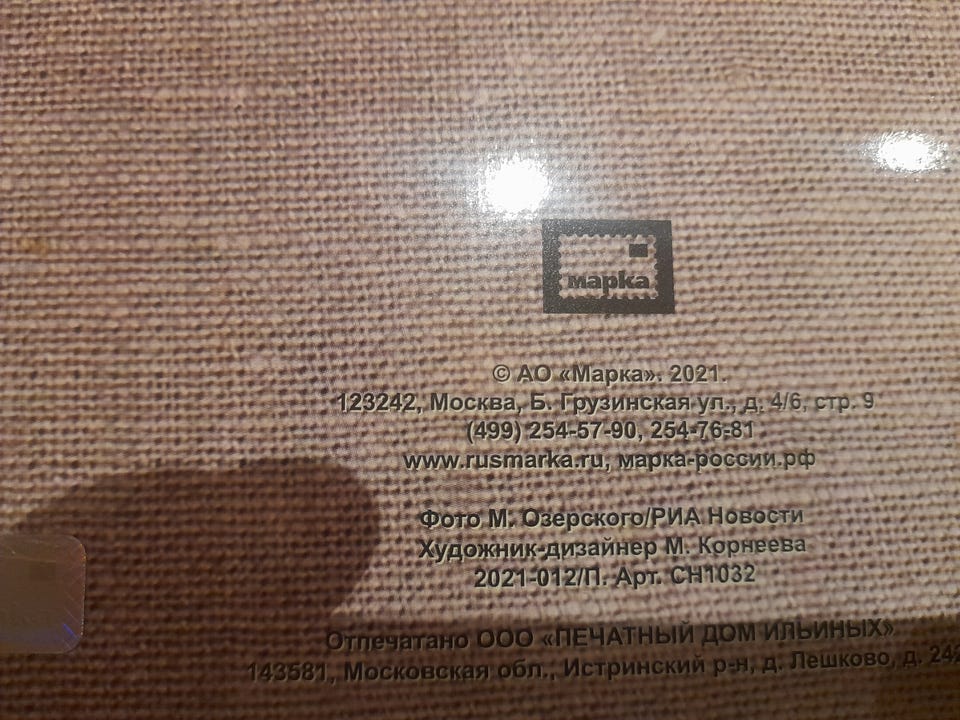 марка
© АО «Марка». 2021.
123242, Москва, Б. Грузинская ул., д. 4/6, стр. 9
(499) 254-57-90, 254-76-81
www.rusmarka.ru, марка-россии.рф
Фото М. Озерского/РИА Новости
Художник-дизайнер М. Корнеева
2021-012/П. Арт. СН1032
Отпечатано ООО «ПЕЧАТНЫЙ ДОМ ИЛЬИНЫХ»
143581, Московская обл., Истринский р-н, д. Лешково, д. 242